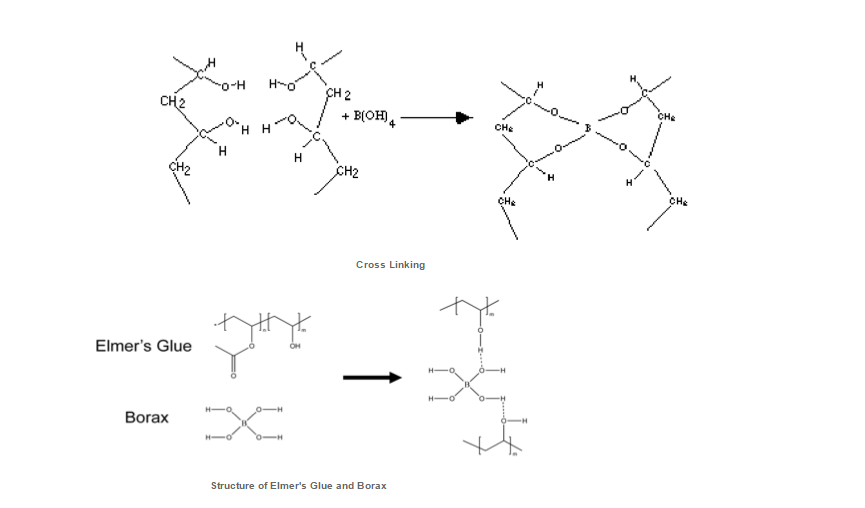 H H
C C
O-H H-O
CH2 CH 2
+ B(OH)4
O H H O
C C
H H
CH2 CH2
H H
C C
O O
CH2 B CH2
O O
C C
H H
CH2 CH2
Cross Linking
Elmer's Glue
n m
O OH
O
Borax
H—O O—H
B
H—O O—H
m
O
H
H—O O—H
B
H—O O—H
O—H
m
Structure of Elmer's Glue and Borax